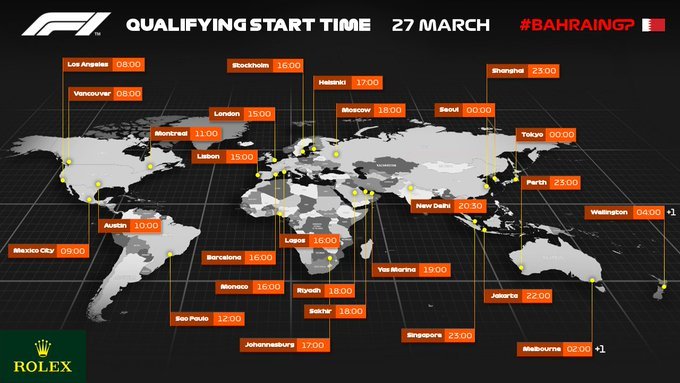 F1 QUALIFYING START TIME 27 MARCH #BAHRAINGP
Los Angeles 08:00
Stockholm 16:00
Shanghai 23:00
Helsinki 17:00
Vancouver 08:00
London 15:00
Moscow 18:00
Seoul 00:00
Montreal 11:00
Tokyo 00:00
Lisbon 15:00
Perth 23:00
New Delhi 20:30
Wellington 04:00 +1
Austin 10:00
Lagos 16:00
Mexico City 09:00
Barcelona 16:00
Yas Marina 19:00
Monaco 16:00
Riyadh 18:00
Jakarta 22:00
Sakhir 18:00
Sao Paulo 12:00
Singapore 23:00
Johannesburg 17:00
Melbourne 02:00 +1
ROLEX